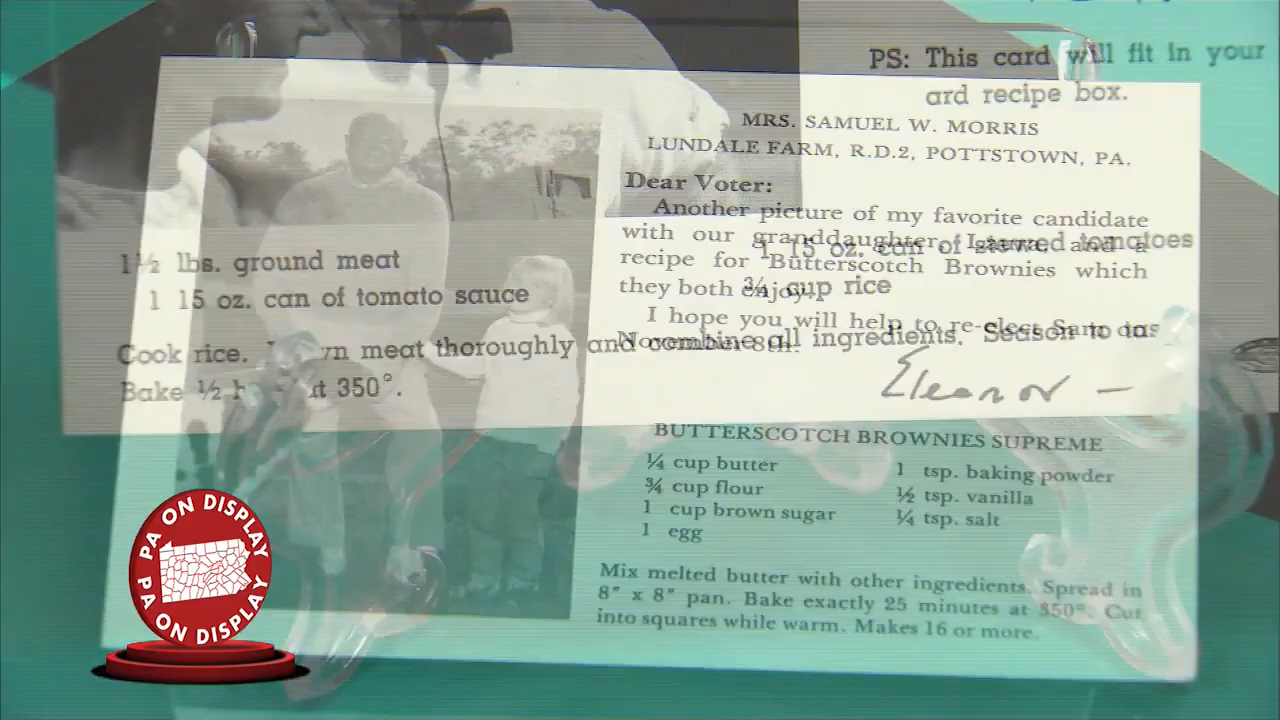 PS: This card will fit in your
ard recipe box.
MRS. SAMUEL W. MORRIS
LUNDALE FARM, R.D.2, POTTSTOWN, PA.
Dear Voter:
Another picture of my favorite candidate
with our granddaughter, and a
recipe for Butterscotch Brownies which
they both enjoy.
I hope you will help to re-elect Sam on
November 8th.
Eleanor —
1½ lbs. ground meat
1 15 oz. can of tomato sauce
1 15 oz. can of stewed tomatoes
¾ cup rice
Cook rice. meat thoroughly and combine all ingredients. Season to tas
Bake ½ at 350°.
BUTTERSCOTCH BROWNIES SUPREME
¼ cup butter
¾ cup flour
1 cup brown sugar
1 egg
1 tsp. baking powder
½ tsp. vanilla
¼ tsp. salt
Mix melted butter with other ingredients. Spread in
8" x 8" pan. Bake exactly 25 minutes at 350°. Cut
into squares while warm. Makes 16 or more.
PA ON DISPLAY
PA ON DISPLAY